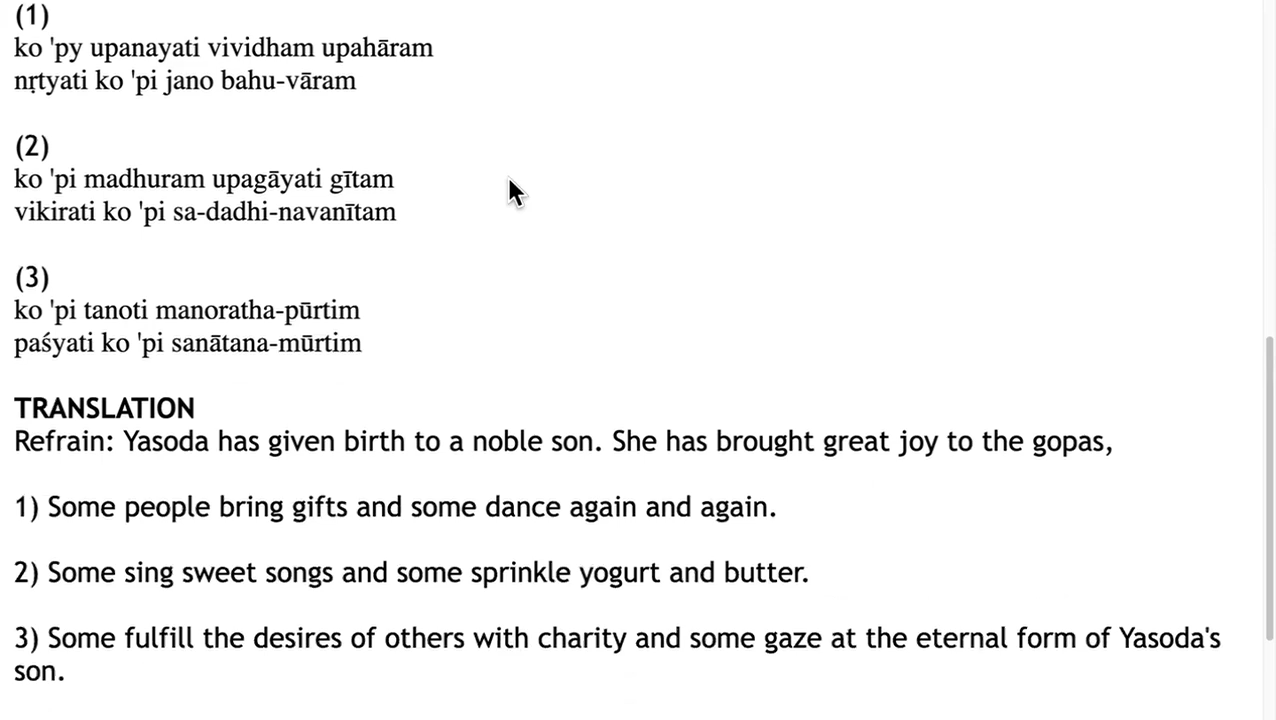 (1)
ko 'py upanayati vividham upahāram
nṛtyati ko 'pi jano bahu-vāram
(2)
ko 'pi madhuram upagāyati gītam
vikirati ko 'pi sa-dadhi-navanītam
(3)
ko 'pi tanoti manoratha-pūrtim
paśyati ko 'pi sanātana-mūrtim
TRANSLATION
Refrain: Yasoda has given birth to a noble son. She has brought great joy to the gopas,
1) Some people bring gifts and some dance again and again.
2) Some sing sweet songs and some sprinkle yogurt and butter.
3) Some fulfill the desires of others with charity and some gaze at the eternal form of Yasoda's
son.